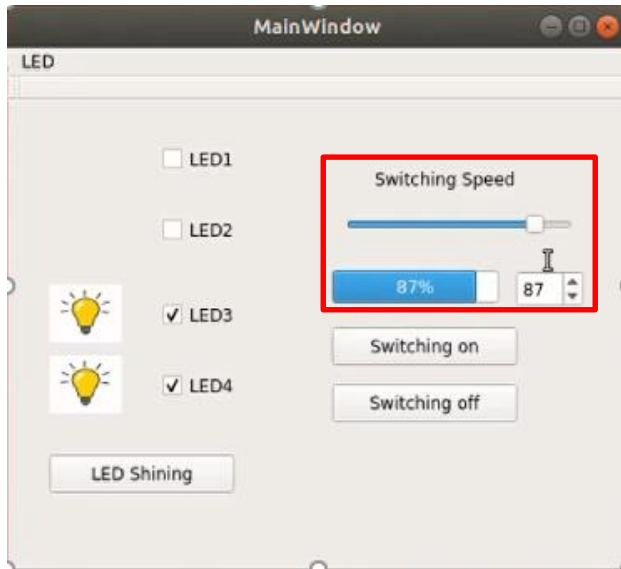 MainWindow
LED
LED1
LED2
LED3
LED4
LED Shining
Switching Speed
87%
87
Switching on
Switching off